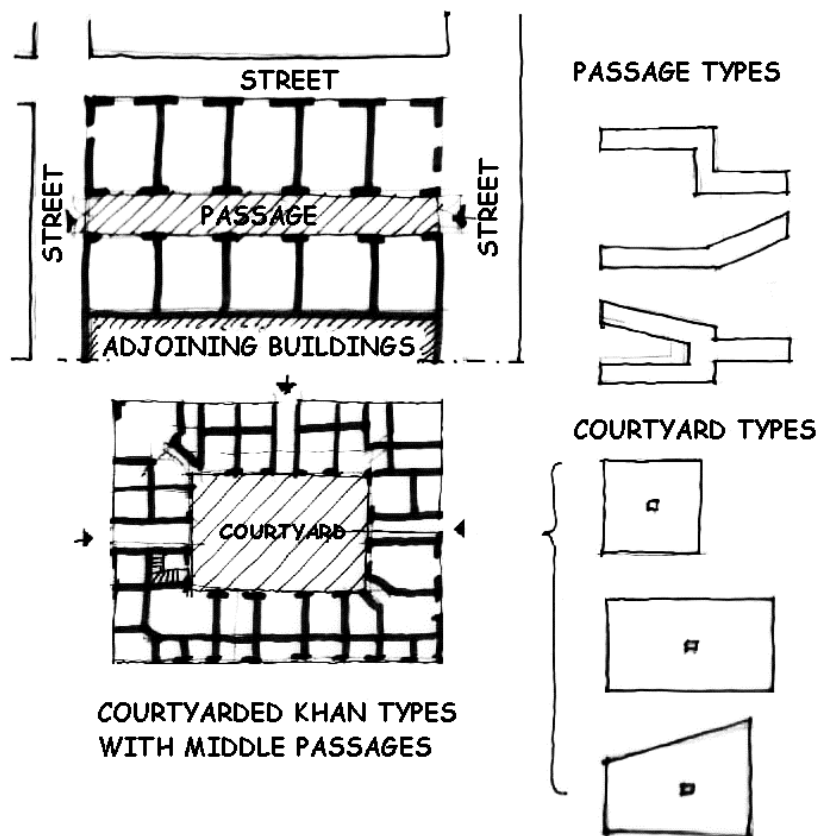 STREET
PASSAGE TYPES
STREET
PASSAGE
STREET
ADJOINING BUILDINGS
COURTYARD TYPES
COURTYARD
COURTYARDED KHAN TYPES
WITH MIDDLE PASSAGES